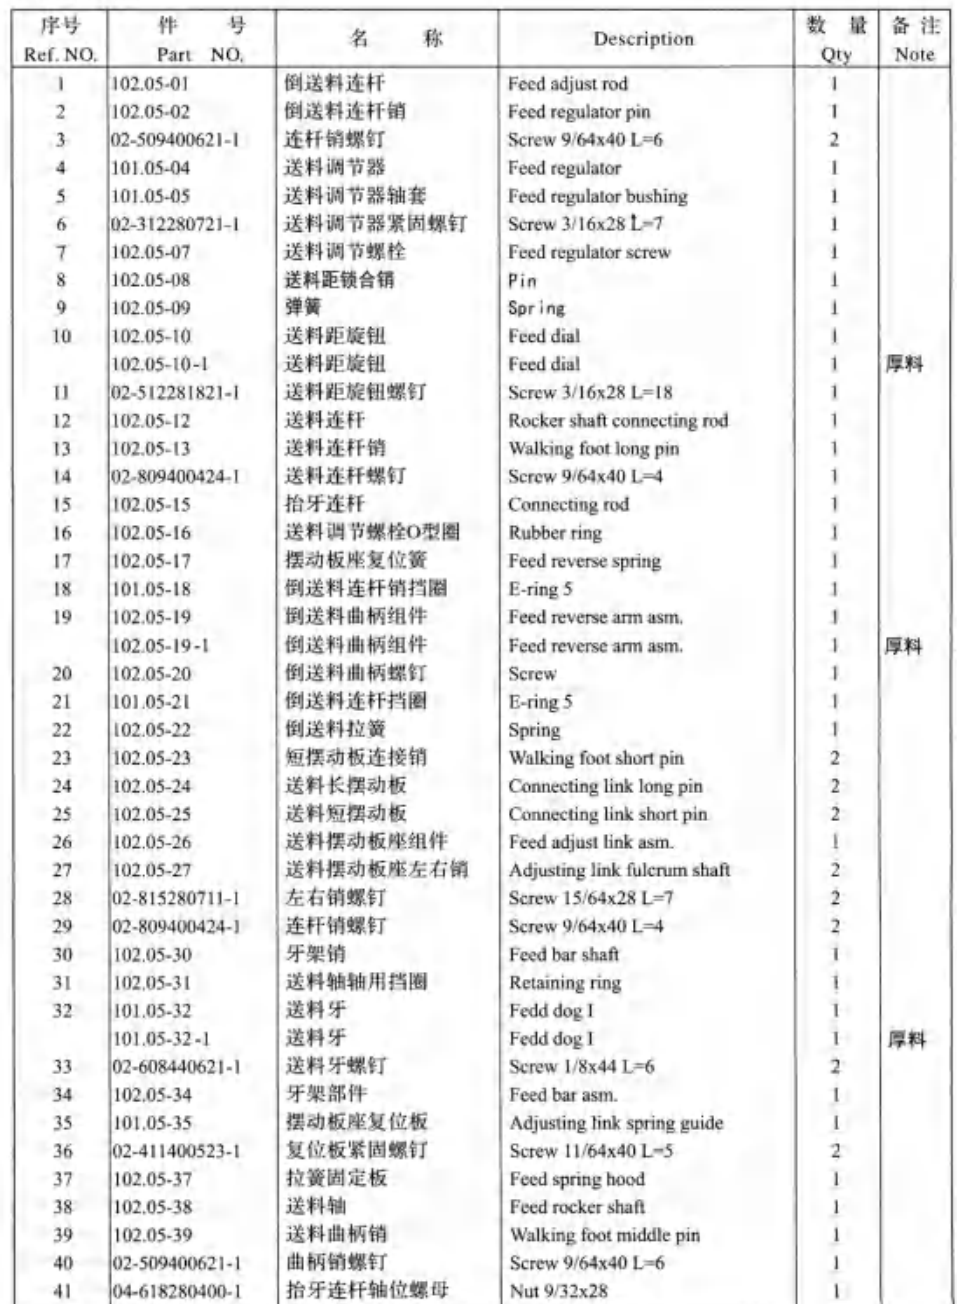 序号 件 号 名 称 Description 数 量 备 注
Ref. NO. Part NO. Qty Note
1 102.05-01 倒送料连杆 Feed adjust rod 1
2 102.05-02 倒送料连杆销 Feed regulator pin 1
3 02-509400621-1 连杆销螺钉 Screw 9/64x40 L=6 2
4 101.05-04 送料调节器 Feed regulator 1
5 101.05-05 送料调节器轴套 Feed regulator bushing 1
6 02-312280721-1 送料调节器紧固螺钉 Screw 3/16x28 L=7 1
7 102.05-07 送料调节螺栓 Feed regulator screw 1
8 102.05-08 送料距锁合销 Pin 1
9 102.05-09 弹簧 Spring 1
10 102.05-10 送料距旋钮 Feed dial 1
102.05-10-1 送料距旋钮 Feed dial 1 厚料
11 02-512281821-1 送料距旋钮螺钉 Screw 3/16x28 L=18 1
12 102.05-12 送料连杆 Rocker shaft connecting rod 1
13 102.05-13 送料连杆销 Walking foot long pin 1
14 02-809400424-1 送料连杆螺钉 Screw 9/64x40 L=4 1
15 102.05-15 抬牙连杆 Connecting rod 1
16 102.05-16 送料调节螺栓O型圈 Rubber ring 1
17 102.05-17 摆动板座复位簧 Feed reverse spring 1
18 101.05-18 倒送料连杆销挡圈 E-ring 5 1
19 102.05-19 倒送料曲柄组件 Feed reverse arm asm. 1
102.05-19-1 倒送料曲柄组件 Feed reverse arm asm. 1 厚料
20 102.05-20 倒送料曲柄螺钉 Screw 1
21 101.05-21 倒送料连杆挡圈 E-ring 5 1
22 102.05-22 倒送料拉簧 Spring 1
23 102.05-23 短摆动板连接销 Walking foot short pin 2
24 102.05-24 送料长摆动板 Connecting link long pin 2
25 102.05-25 送料短摆动板 Connecting link short pin 2
26 102.05-26 送料摆动板座组件 Feed adjust link asm. 1
27 102.05-27 送料摆动板座左右销 Adjusting link fulcrum shaft 2
28 02-815280711-1 左右销螺钉 Screw 15/64x28 L=7 2
29 02-809400424-1 连杆销螺钉 Screw 9/64x40 L=4 2
30 102.05-30 牙架销 Feed bar shaft 1
31 102.05-31 送料轴轴用挡圈 Retaining ring 1
32 101.05-32 送料牙 Fedd dog I 1
101.05-32-1 送料牙 Fedd dog I 1 厚料
33 02-608440621-1 送料牙螺钉 Screw 1/8x44 L=6 2
34 102.05-34 牙架部件 Feed bar asm. 1
35 101.05-35 摆动板座复位板 Adjusting link spring guide 1
36 02-411400523-1 复位板紧固螺钉 Screw 11/64x40 L=5 2
37 102.05-37 拉簧固定板 Feed spring hood 1
38 102.05-38 送料轴 Feed rocker shaft 1
39 102.05-39 送料曲柄销 Walking foot middle pin 1
40 02-509400621-1 曲柄销螺钉 Screw 9/64x40 L=6 1
41 04-618280400-1 抬牙连杆轴位螺母 Nut 9/32x28 1